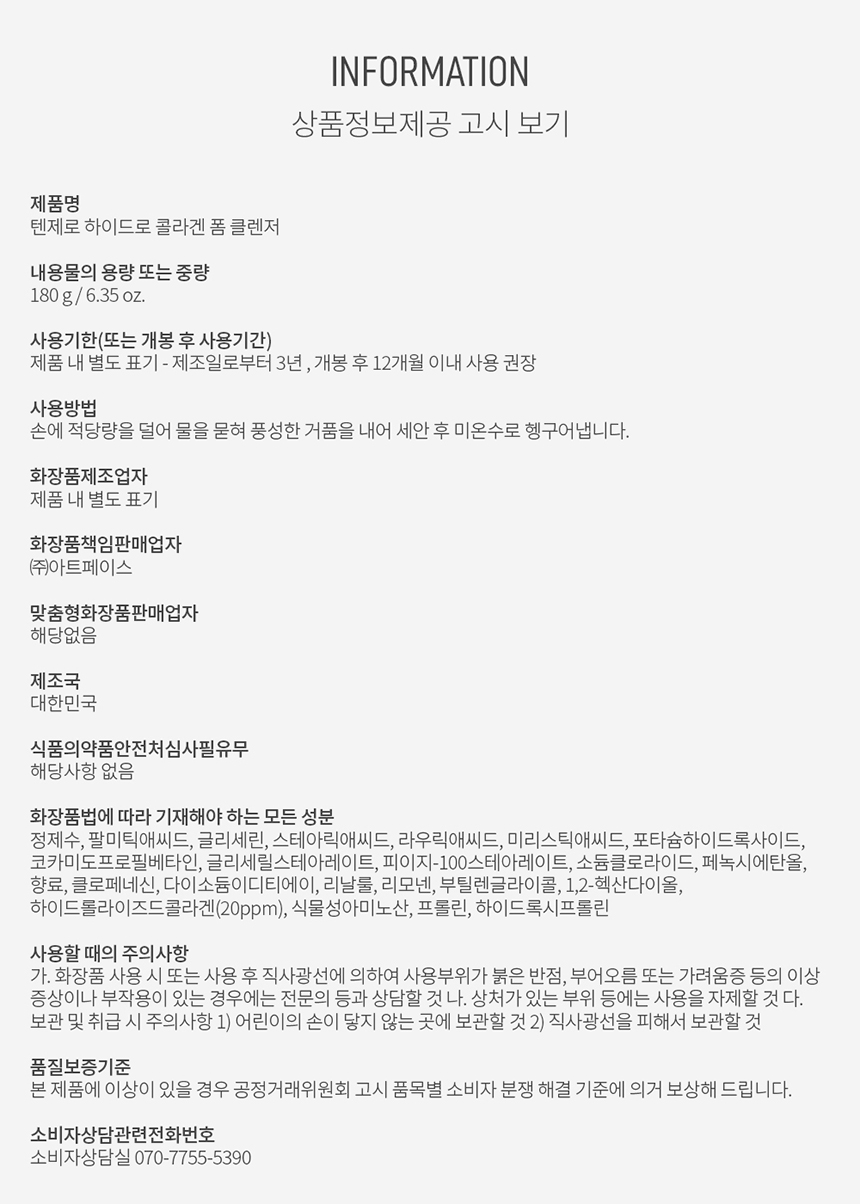 INFORMATION
상품정보제공 고시 보기
제품명
텐제로 하이드로 콜라겐 폼 클렌저
내용물의 용량 또는 중량
180 g / 6.35 oz.
사용기한(또는 개봉 후 사용기간)
제품 내 별도 표기 - 제조일로부터 3년 , 개봉 후 12개월 이내 사용 권장
사용방법
손에 적당량을 덜어 물을 묻혀 풍성한 거품을 내어 세안 후 미온수로 헹구어냅니다.
화장품제조업자
제품 내 별도 표기
화장품책임판매업자
㈜아트페이스
맞춤형화장품판매업자
해당없음
제조국
대한민국
식품의약품안전처심사필유무
해당사항 없음
화장품법에 따라 기재해야 하는 모든 성분
정제수, 팔미틱애씨드, 글리세린, 스테아릭애씨드, 라우릭애씨드, 미리스틱애씨드, 포타슘하이드록사이드,
코카미도프로필베타인, 글리세릴스테아레이트, 피이지-100스테아레이트, 소듐클로라이드, 페녹시에탄올,
향료, 클로페네신, 다이소듐이디티에이, 리날룰, 리모넨, 부틸렌글라이콜, 1,2-헥산다이올,
하이드롤라이즈드콜라겐(20ppm), 식물성아미노산, 프롤린, 하이드록시프롤린
사용할 때의 주의사항
가. 화장품 사용 시 또는 사용 후 직사광선에 의하여 사용부위가 붉은 반점, 부어오름 또는 가려움증 등의 이상
증상이나 부작용이 있는 경우에는 전문의 등과 상담할 것 나. 상처가 있는 부위 등에는 사용을 자제할 것 다.
보관 및 취급 시 주의사항 1) 어린이의 손이 닿지 않는 곳에 보관할 것 2) 직사광선을 피해서 보관할 것
품질보증기준
본 제품에 이상이 있을 경우 공정거래위원회 고시 품목별 소비자 분쟁 해결 기준에 의거 보상해 드립니다.
소비자상담관련전화번호
소비자상담실 070-7755-5390